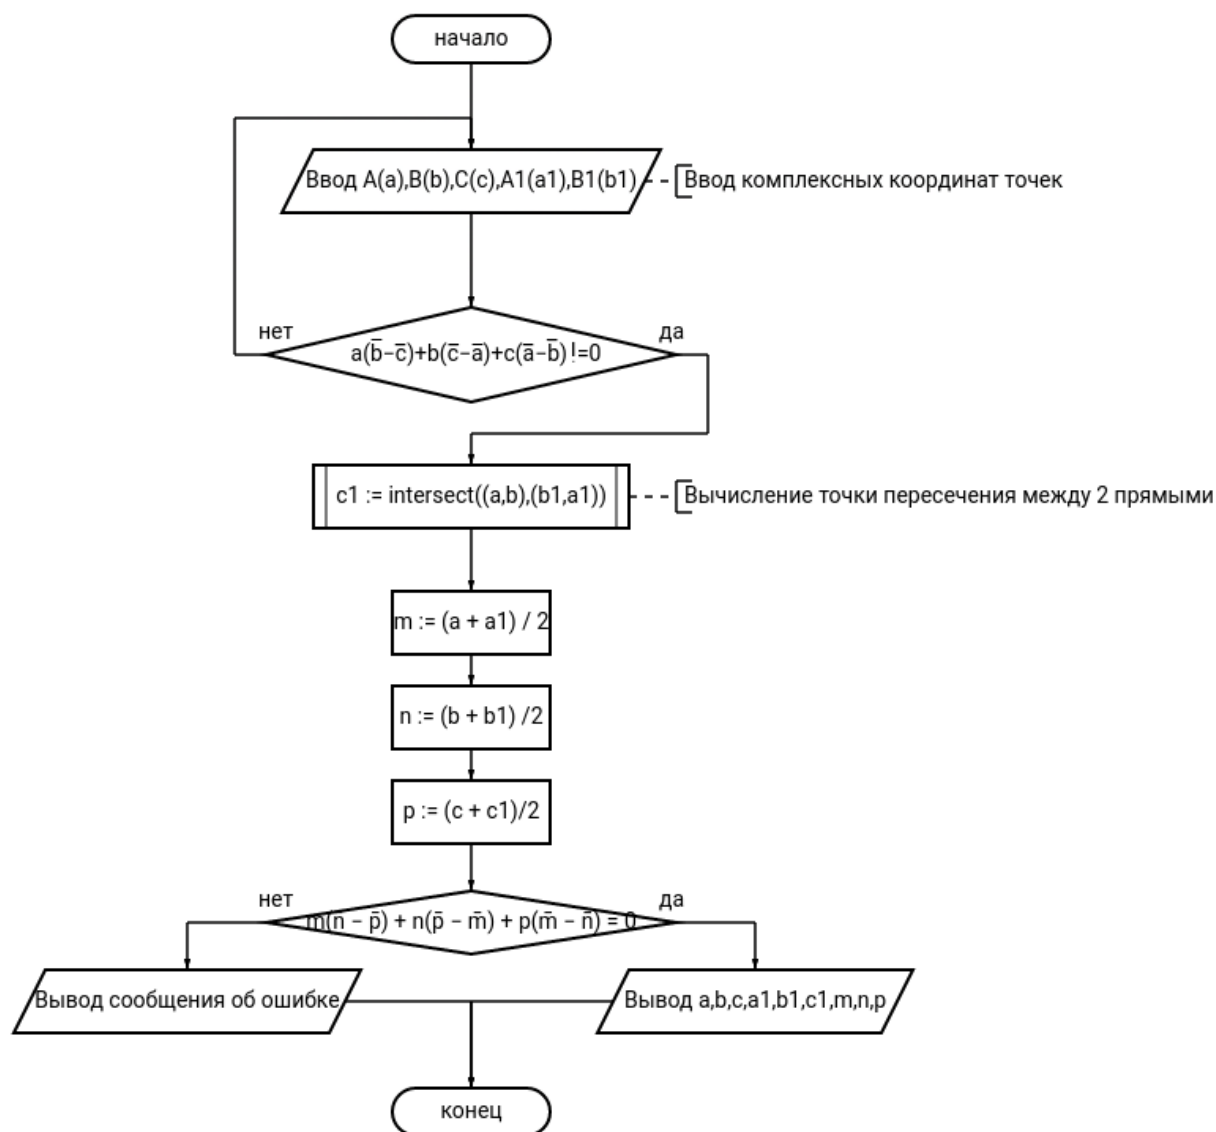 начало
Ввод A(a),B(b),C(c),A1(a1),B1(b1)
Ввод комплексных координат точек
нет
да
a(b̄−c̄)+b(c̄−ā)+c(ā−b̄) !=0
c1 := intersect((a,b),(b1,a1))
Вычисление точки пересечения между 2 прямыми
m := (a + a1) / 2
n := (b + b1) /2
p := (c + c1)/2
нет
да
m(n̄ − p̄) + n(p̄ − m̄) + p(m̄ − n̄) = 0
Вывод сообщения об ошибке
Вывод a,b,c,a1,b1,c1,m,n,p
конец